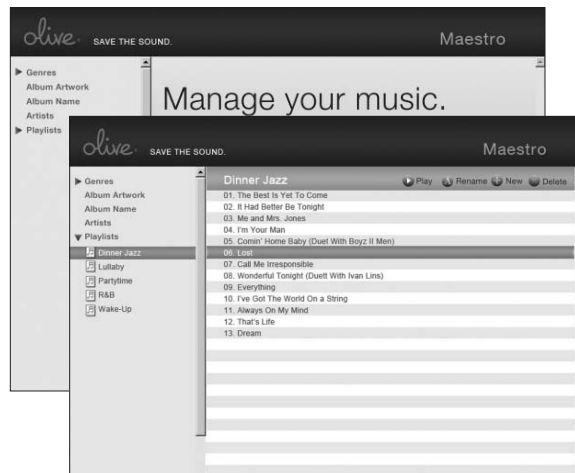 olive SAVE THE SOUND. Maestro
Genres
Album Artwork
Album Name
Artists
Playlists
Manage your music.
olive SAVE THE SOUND. Maestro
Genres
Album Artwork
Album Name
Artists
Playlists
Dinner Jazz
Lullaby
Partytime
R&B
Wake-Up
Dinner Jazz Play Rename New Delete
01. The Best Is Yet To Come
02. It Had Better Be Tonight
03. Me and Mrs. Jones
04. I'm Your Man
05. Comin' Home Baby (Duet With Boyz II Men)
06. Lost
07. Call Me Irresponsible
08. Wonderful Tonight (Duett With Ivan Lins)
09. Everything
10. I've Got The World On a String
11. Always On My Mind
12. That's Life
13. Dream